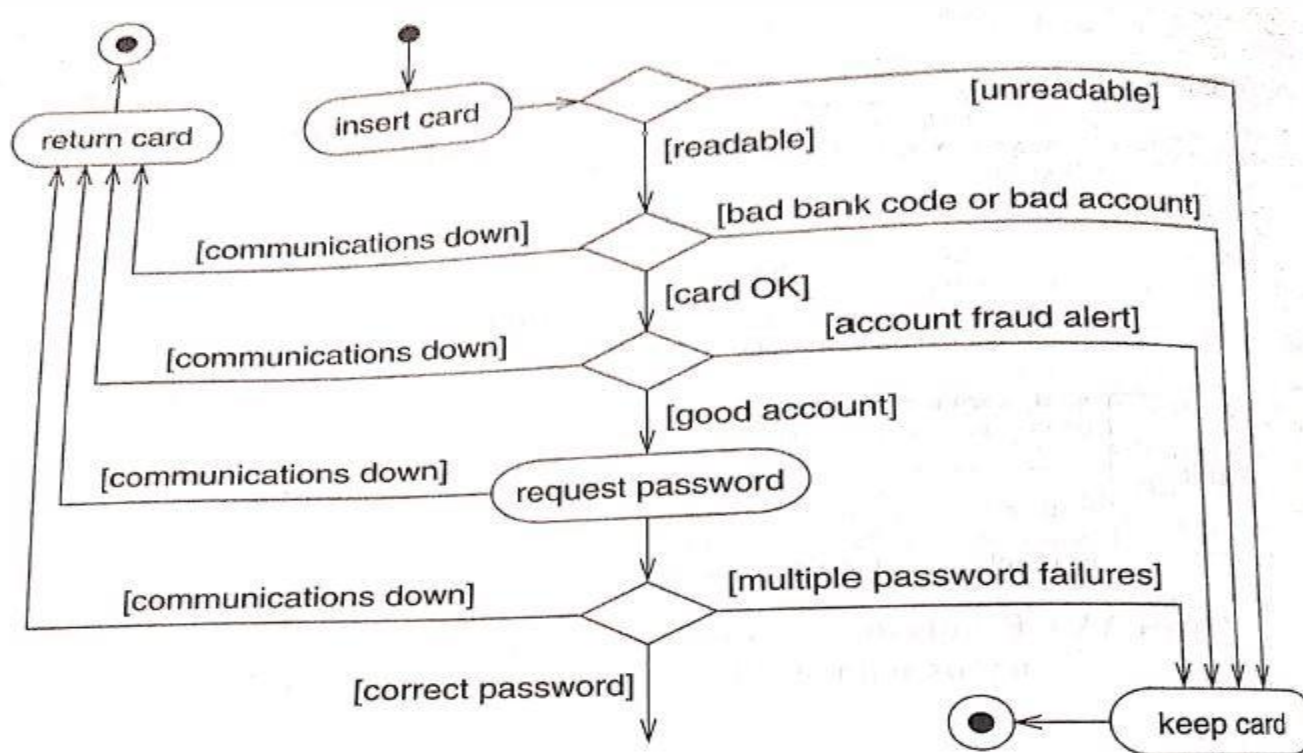 return card
insert card
[unreadable]
[readable]
[bad bank code or bad account]
[communications down]
[card OK]
[account fraud alert]
[communications down]
[good account]
[communications down]
request password
[communications down]
[multiple password failures]
[correct password]
keep card